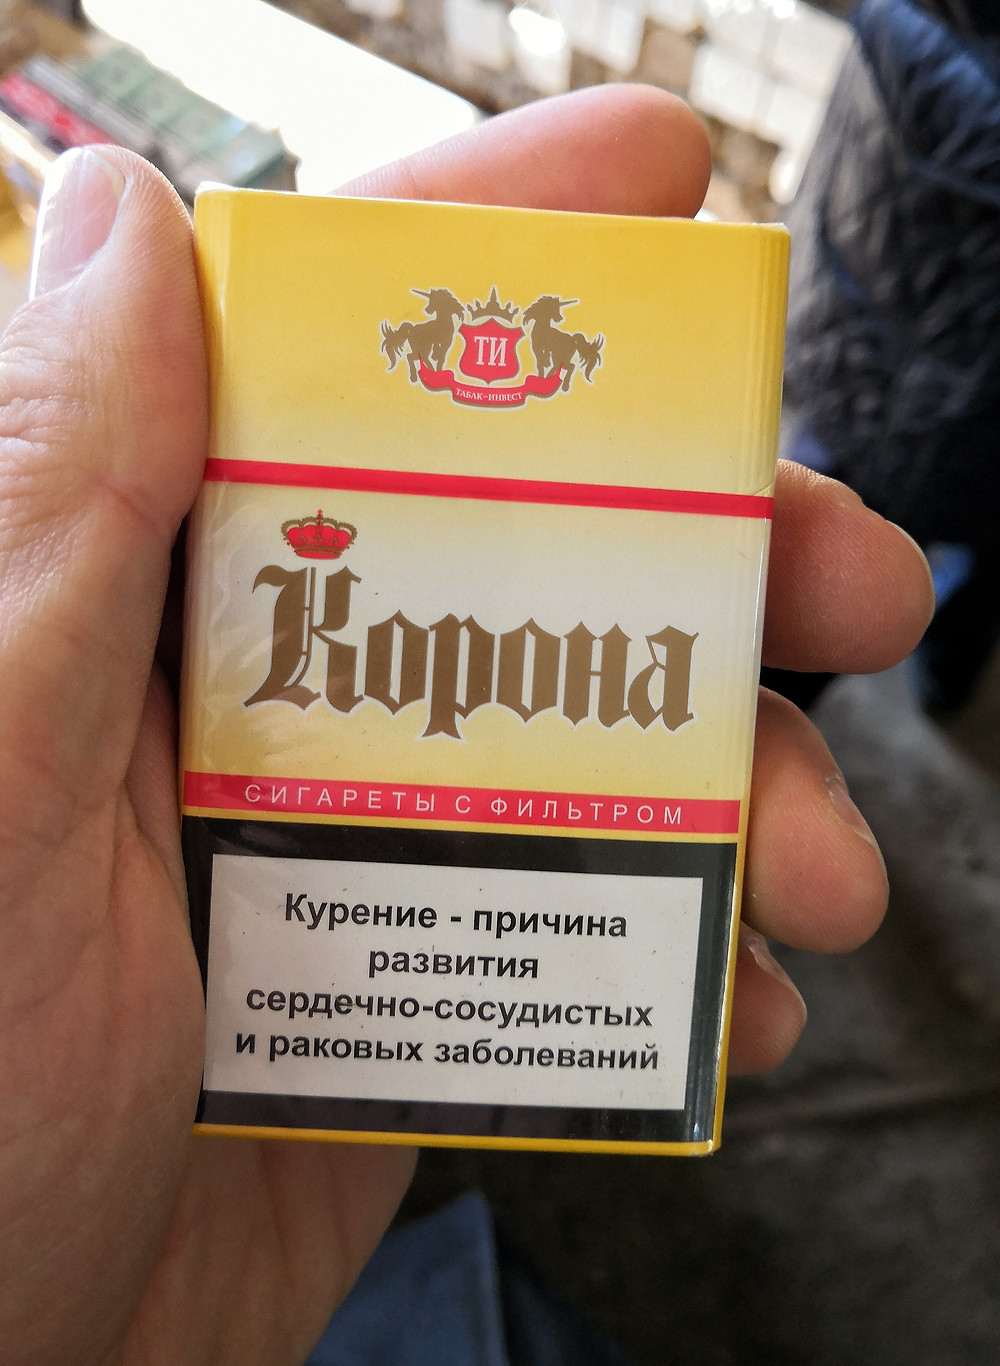 ТИ
ТАБАК-ИНВЕСТ
Корона
СИГАРЕТЫ С ФИЛЬТРОМ
Курение - причина
развития
сердечно-сосудистых
и раковых заболеваний